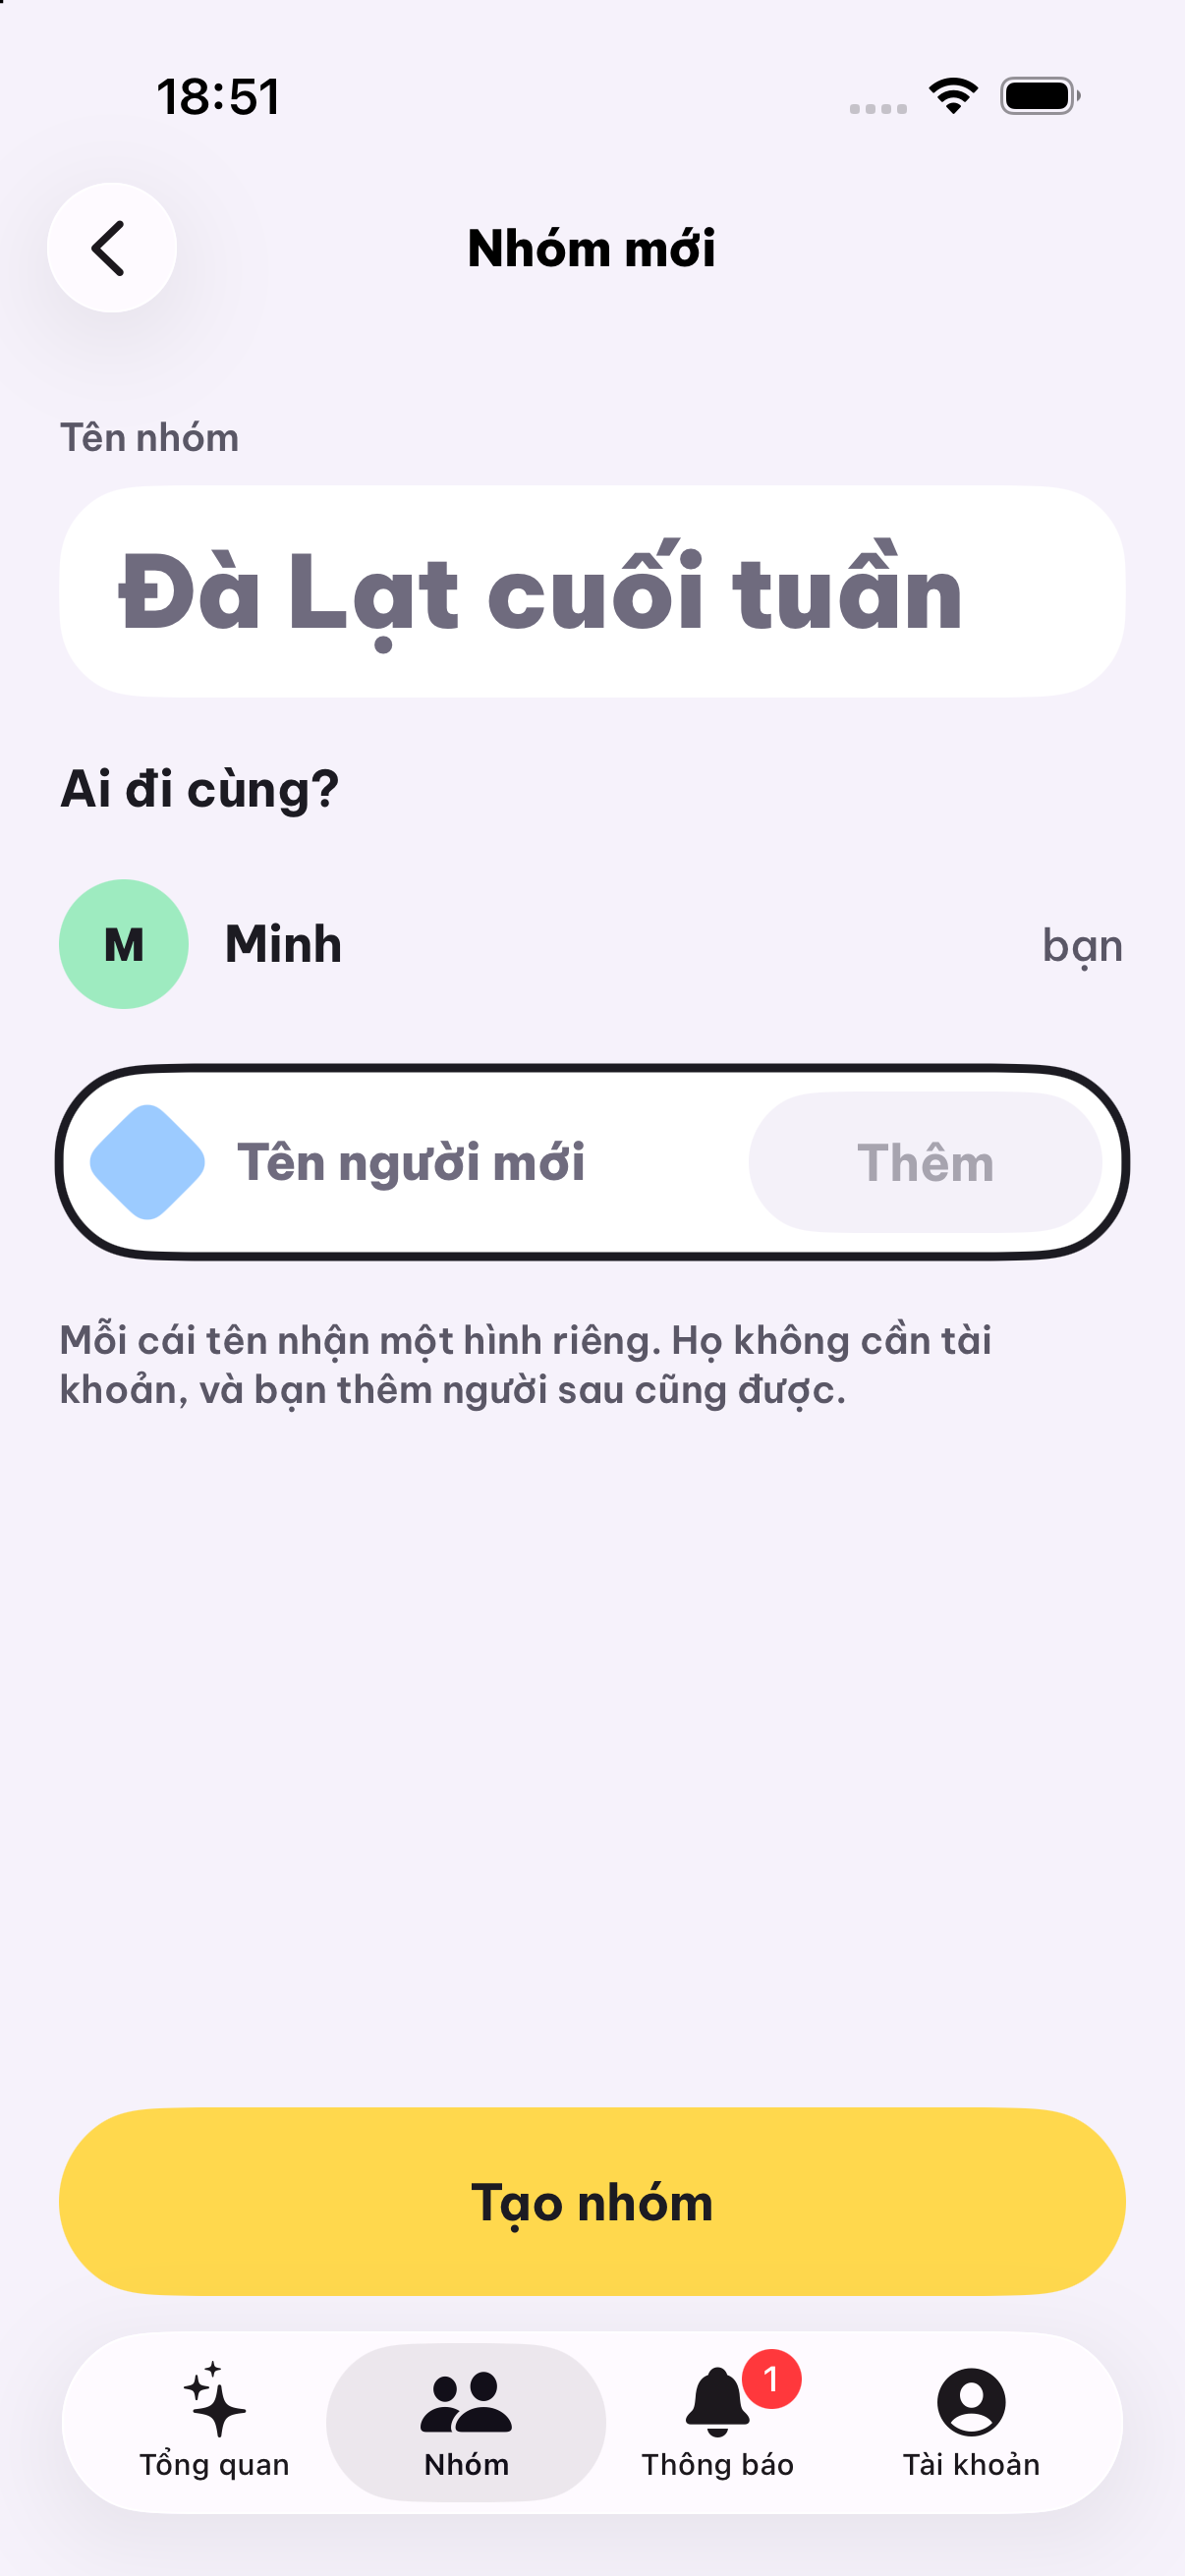 18:51
Nhóm mới
Tên nhóm
Đà Lạt cuối tuần
Ai đi cùng?
M Minh bạn
Tên người mới Thêm
Mỗi cái tên nhận một hình riêng. Họ không cần tài
khoản, và bạn thêm người sau cũng được.
Tạo nhóm
1
Tổng quan Nhóm Thông báo Tài khoản